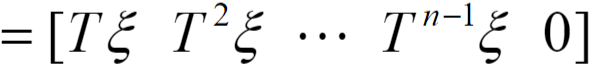 = [Tξ  T²ξ  ⋯  Tⁿ⁻¹ξ  0]